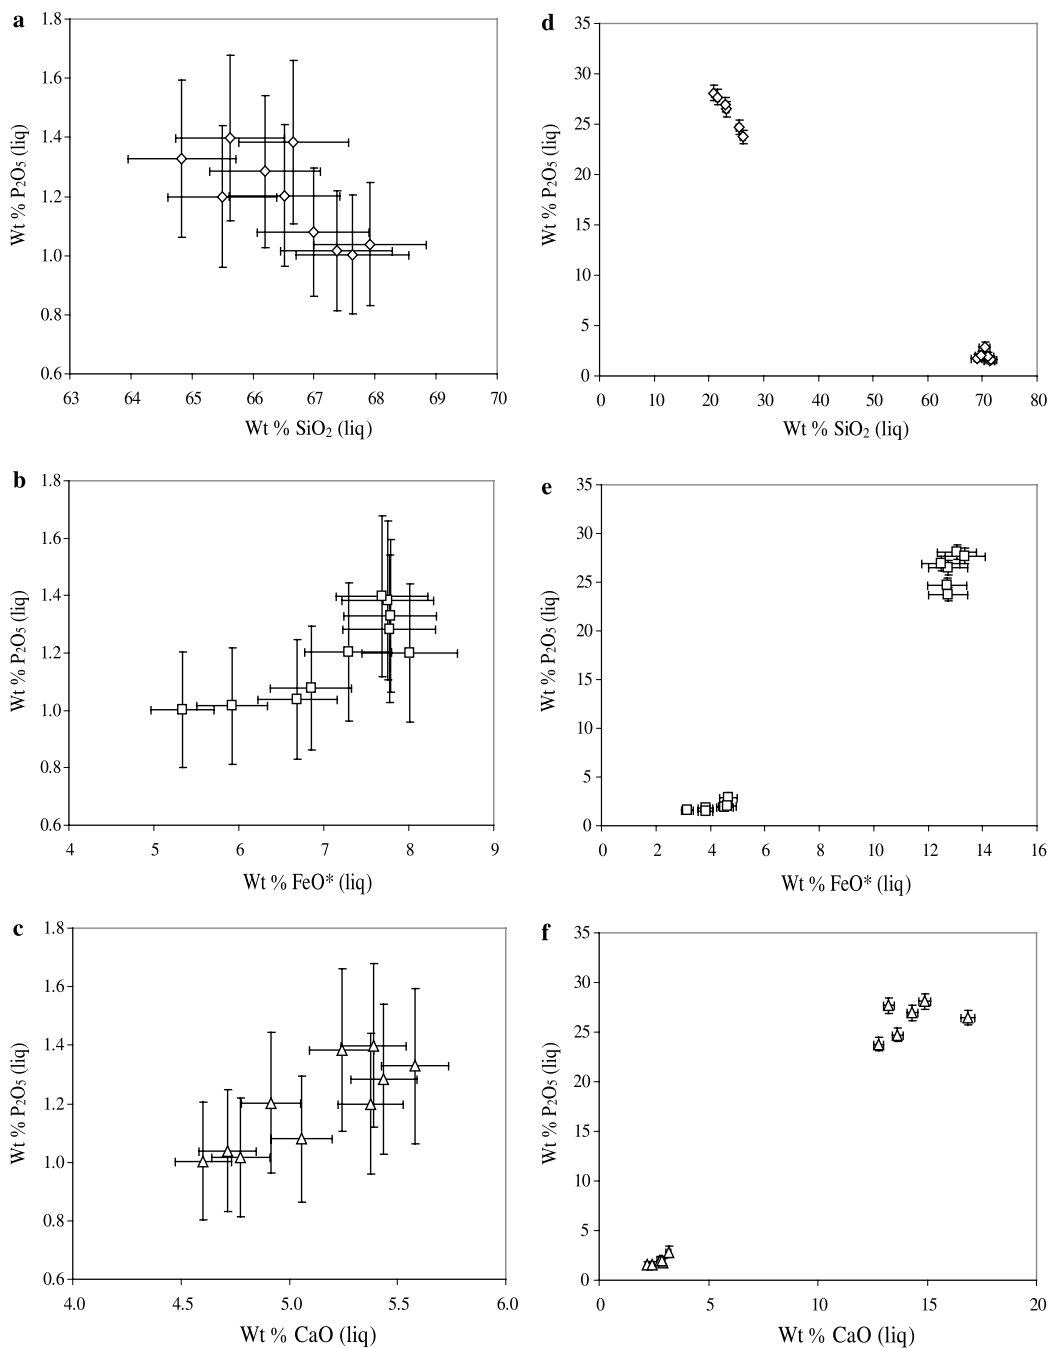 a
1.8
1.6
1.4
1.2
1.0
0.8
0.6
Wt % P₂O₅ (liq)
63 64 65 66 67 68 69 70
Wt % SiO₂ (liq)
d
35
30
25
20
15
10
5
0
Wt % P₂O₅ (liq)
0 10 20 30 40 50 60 70 80
Wt % SiO₂ (liq)
b
1.8
1.6
1.4
1.2
1.0
0.8
0.6
Wt % P₂O₅ (liq)
4 5 6 7 8 9
Wt % FeO* (liq)
e
35
30
25
20
15
10
5
0
Wt % P₂O₅ (liq)
0 2 4 6 8 10 12 14 16
Wt % FeO* (liq)
c
1.8
1.6
1.4
1.2
1.0
0.8
0.6
Wt % P₂O₅ (liq)
4.0 4.5 5.0 5.5 6.0
Wt % CaO (liq)
f
35
30
25
20
15
10
5
0
Wt % P₂O₅ (liq)
0 5 10 15 20
Wt % CaO (liq)